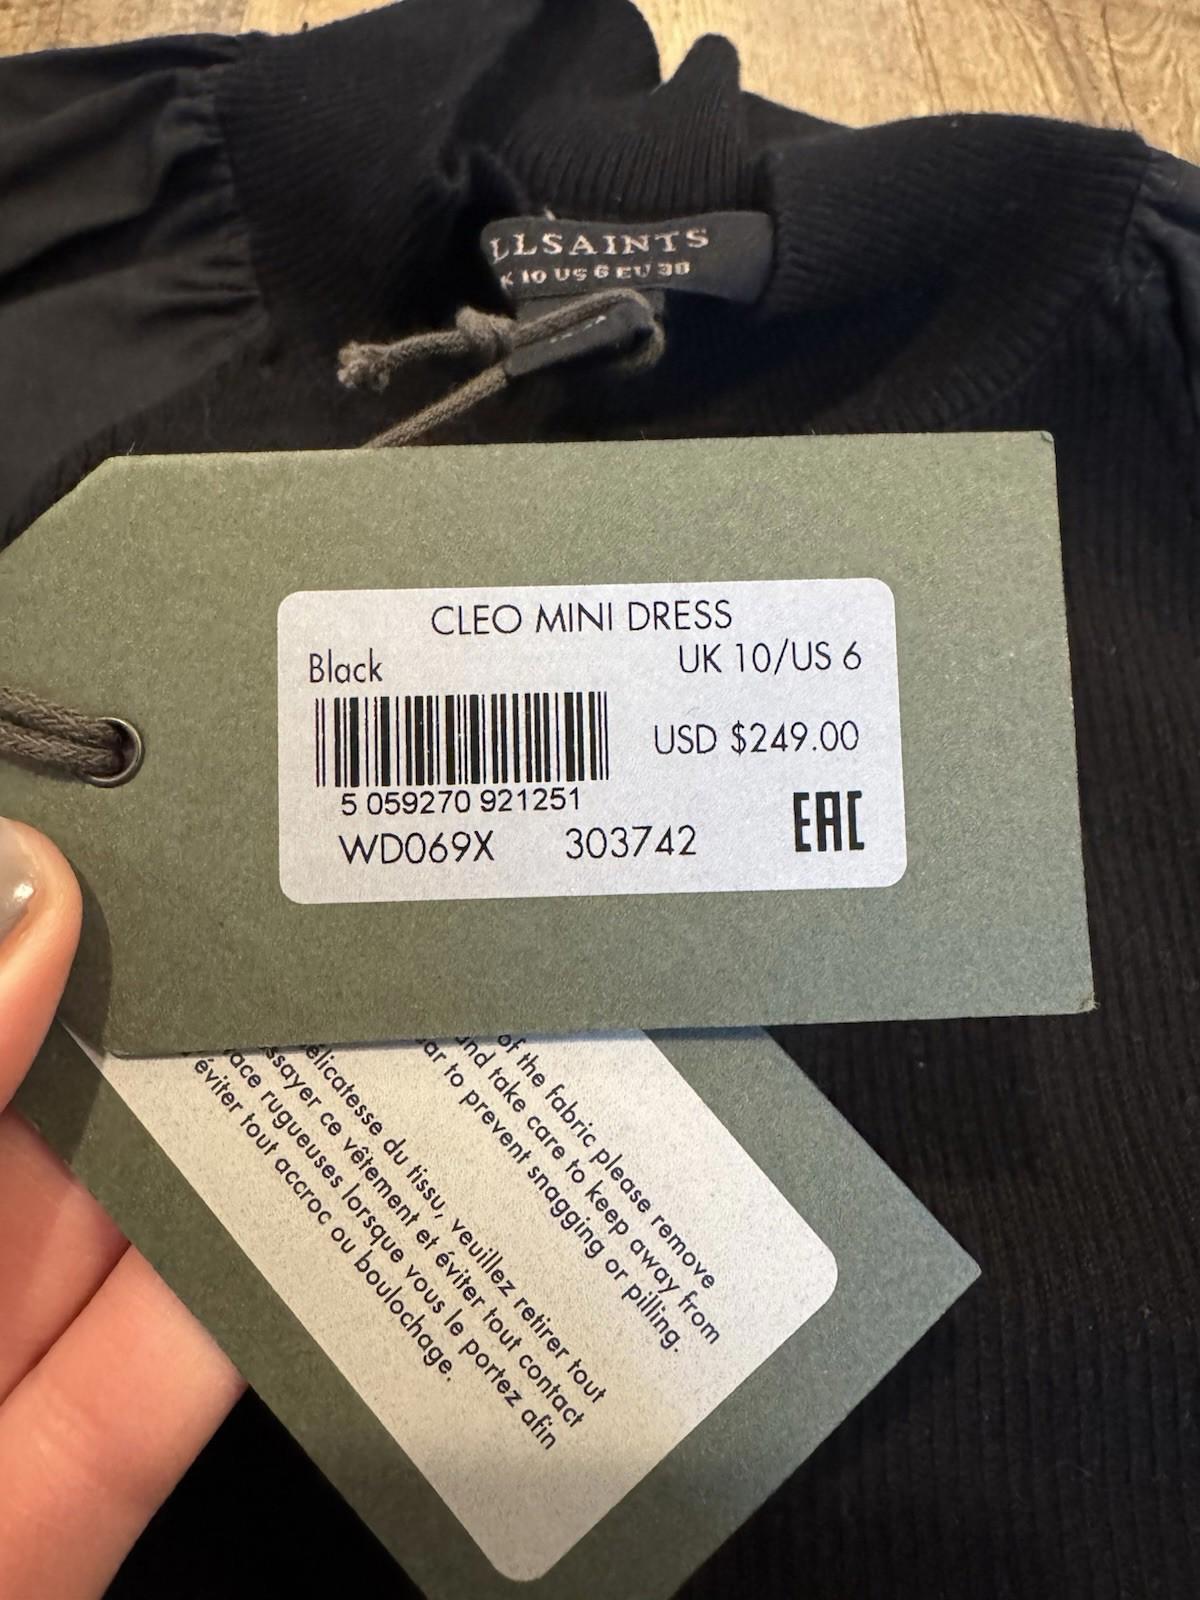 LLSAINTS
K 10 US 6 EU 38
CLEO MINI DRESS
Black
UK 10/US 6
USD $249.00
5 059270 921251
WD069X 303742
EAC
of the fabric please remove
and take care to keep away from
ar to prevent snagging or pilling.
élicatesse du tissu, veuillez retirer tout
ssayer ce vêtement et éviter tout contact
ace rugueuses lorsque vous le portez afin
éviter tout accroc ou boulochage.